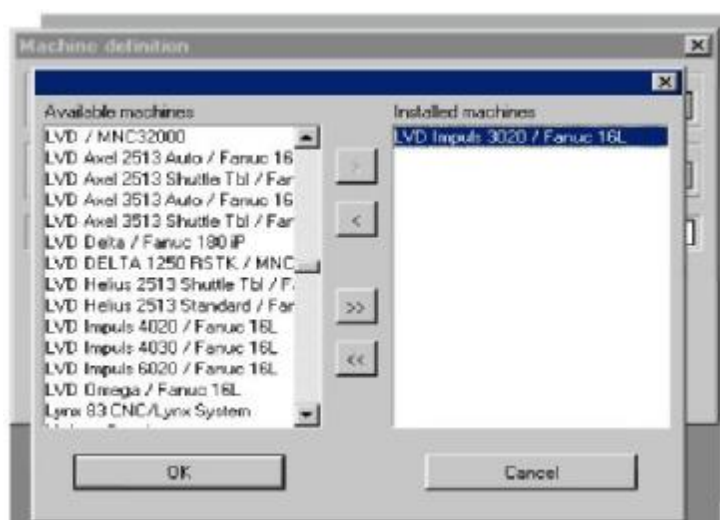 Machine definition
Available machines
LVD / MNC32000
LVD Axel 2513 Auto / Fanuc 16
LVD Axel 2513 Shuttle Tbl / Far
LVD Axel 3513 Auto / Fanuc 16
LVD Axel 3513 Shuttle Tbl / Far
LVD Delta / Fanuc 180 iP
LVD DELTA 1250 RSTK / MNC
LVD Helius 2513 Shuttle Tbl / F
LVD Helius 2513 Standard / Far
LVD Impuls 4020 / Fanuc 16L
LVD Impuls 4030 / Fanuc 16L
LVD Impuls 6020 / Fanuc 16L
LVD Omega / Fanuc 16L
Lynx 83 CNC/Lynx System
>
<
>>
<<
Installed machines
LVD Impuls 3020 / Fanuc 16L
OK
Cancel